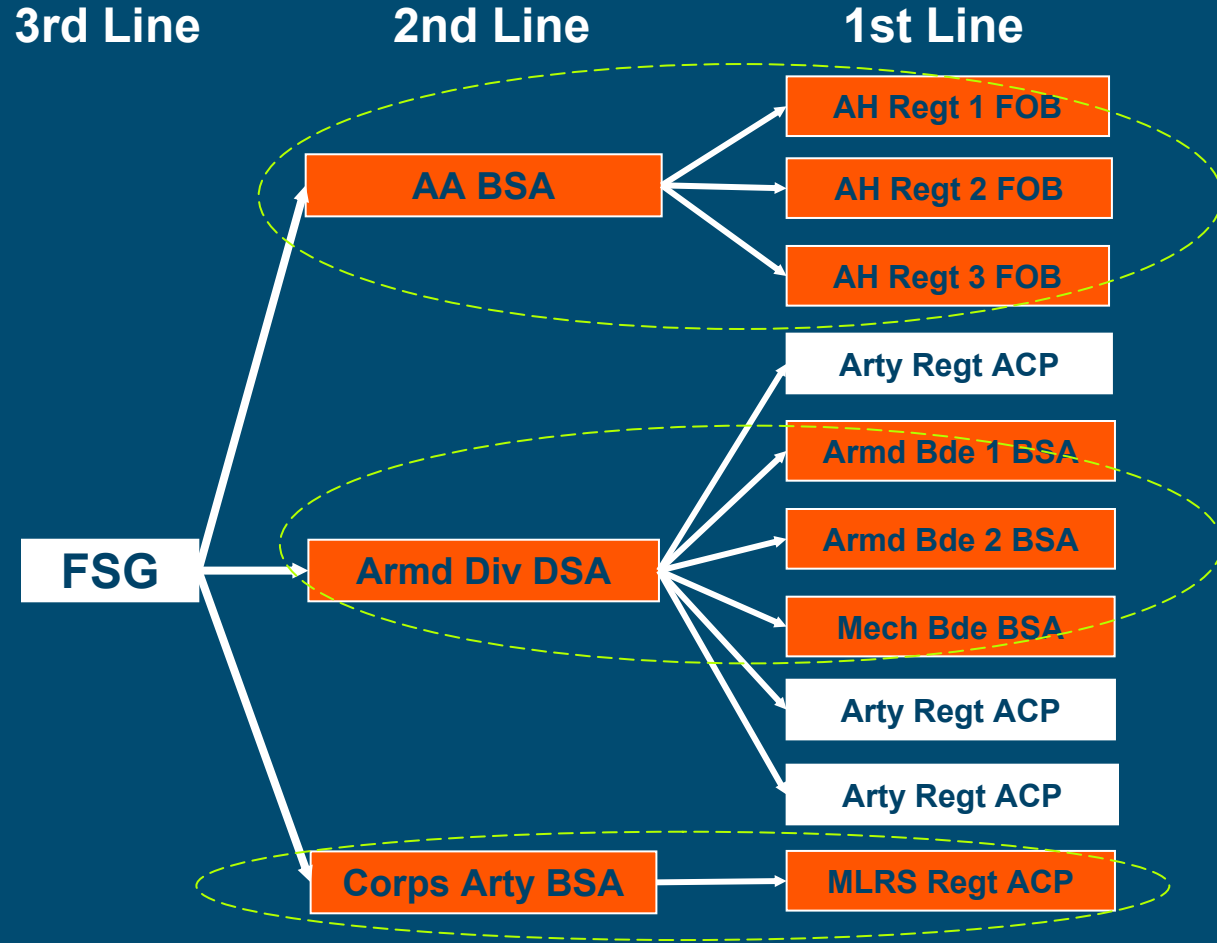 3rd Line
2nd Line
1st Line
AH Regt 1 FOB
AA BSA
AH Regt 2 FOB
AH Regt 3 FOB
Arty Regt ACP
Armd Bde 1 BSA
FSG
Armd Div DSA
Armd Bde 2 BSA
Mech Bde BSA
Arty Regt ACP
Arty Regt ACP
Corps Arty BSA
MLRS Regt ACP